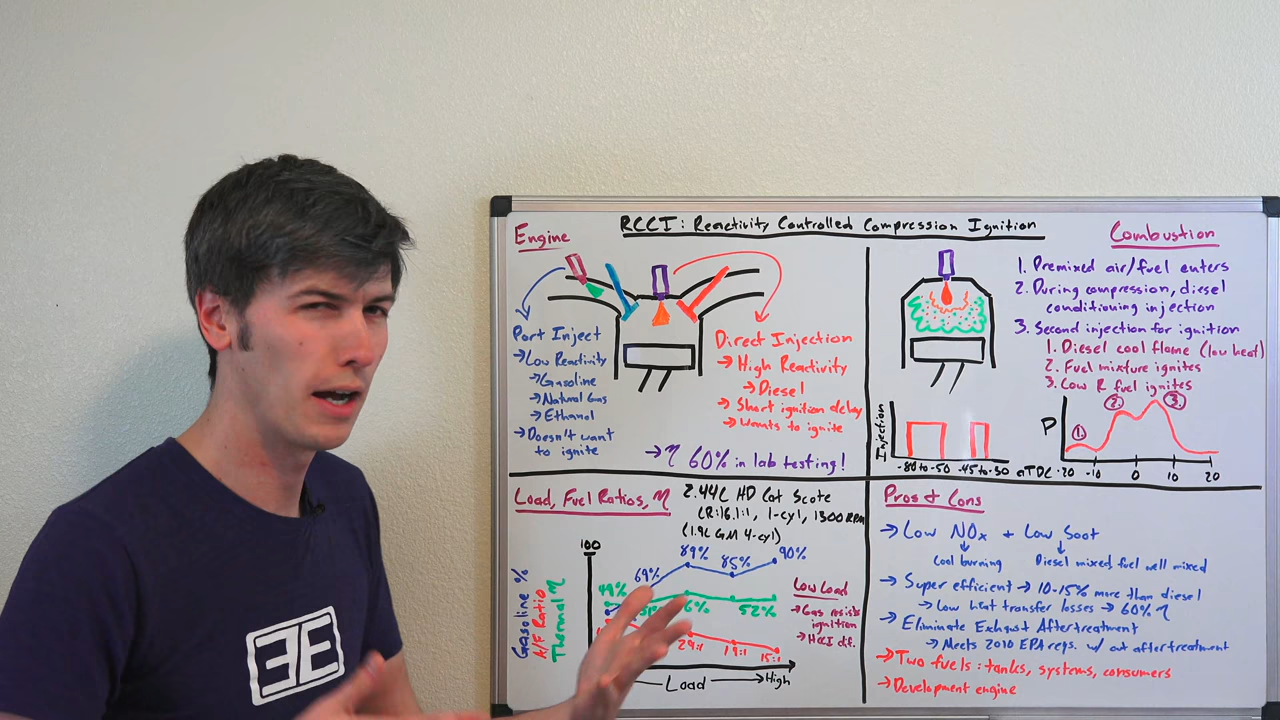 RCCI: Reactivity Controlled Compression Ignition
Engine
Port Inject
→Low Reactivity
→Gasoline
→Natural Gas
→Ethanol
→Doesn't want
to ignite
Direct Injection
→High Reactivity
→Diesel
→Short ignition delay
→Wants to ignite
→η 60% in lab testing!
Combustion
1. Premixed air/fuel enters
2. During compression, diesel
conditioning injection
3. Second injection for ignition
1. Diesel cool flame (low heat)
2. Fuel mixture ignites
3. Low R fuel ignites
Injection
-80 to -50 -45 to -30 aTDC
P
1. 2. 3.
-20 -10 0 10 20
Load, Fuel Ratios, η
2.44L HD Cat Scote
CR:16.1:1, 1-cyl, 1300 RPM
(1.9L GM 4-cyl)
Gasoline %
A/F Ratio
Thermal η
100
69% 89% 85% 90%
49% 6% 52%
29:1 19:1 15:1
Load → High
Low Load
→Gas resists
ignition
→HCCI dif.
Pros & Cons
→Low NOx + Low Soot
Cool burning Diesel mixed, fuel well mixed
→Super efficient → 10-15% more than diesel
→Low heat transfer losses → 60% η
→Eliminate Exhaust Aftertreatment
→Meets 2010 EPA regs. w/out aftertreatment
→Two fuels: tanks, systems, consumers
→Development engine